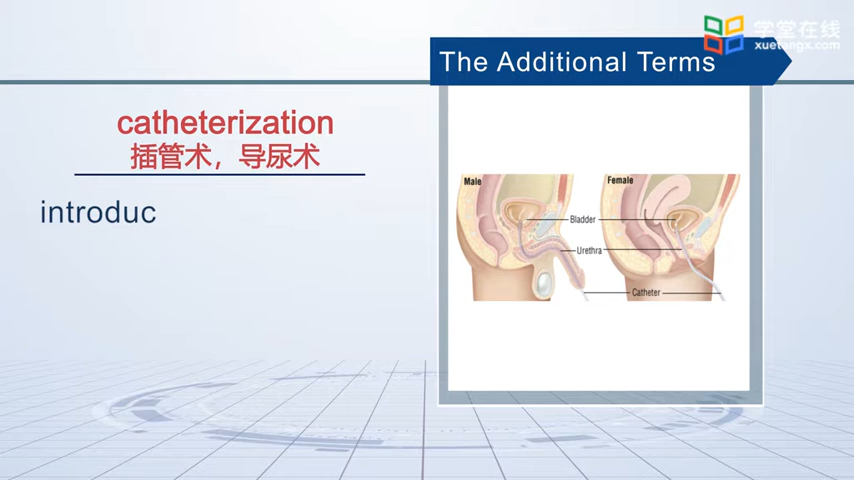 学堂在线
xuetangx.com
The Additional Terms
catheterization
插管术，导尿术
introduc
Male
Female
Bladder
Urethra
Catheter